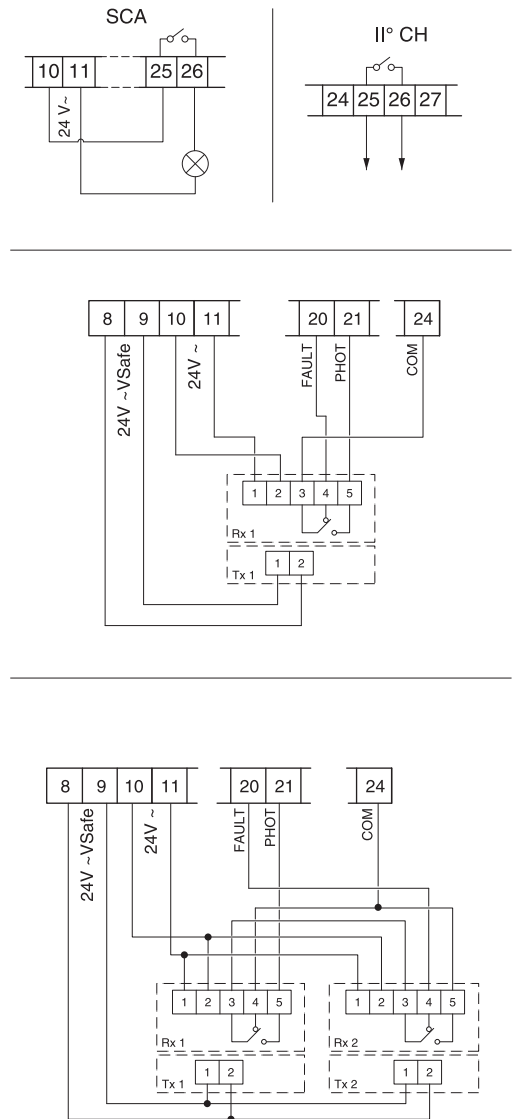 SCA
10 11 25 26
24 V~
II° CH
24 25 26 27
8 9 10 11 20 21 24
24V ~VSafe
24V ~
FAULT
PHOT
COM
1 2 3 4 5
Rx 1
1 2
Tx 1
8 9 10 11 20 21 24
24V ~VSafe
24V ~
FAULT
PHOT
COM
1 2 3 4 5 1 2 3 4 5
Rx 1 Rx 2
1 2 1 2
Tx 1 Tx 2